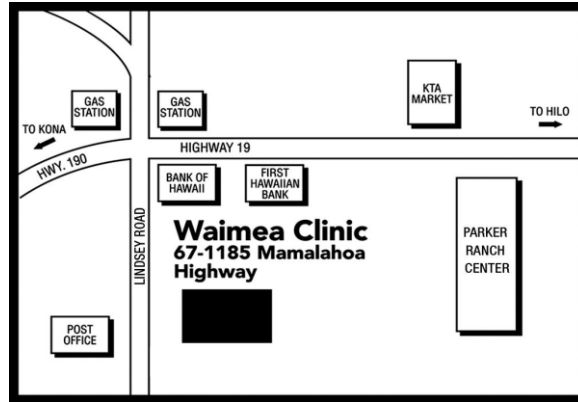 GAS
STATION
GAS
STATION
KTA
MARKET
TO KONA
TO HILO
HIGHWAY 19
HWY. 190
BANK OF
HAWAII
FIRST
HAWAIIAN
BANK
LINDSEY ROAD
Waimea Clinic
67-1185 Mamalahoa
Highway
PARKER
RANCH
CENTER
POST
OFFICE